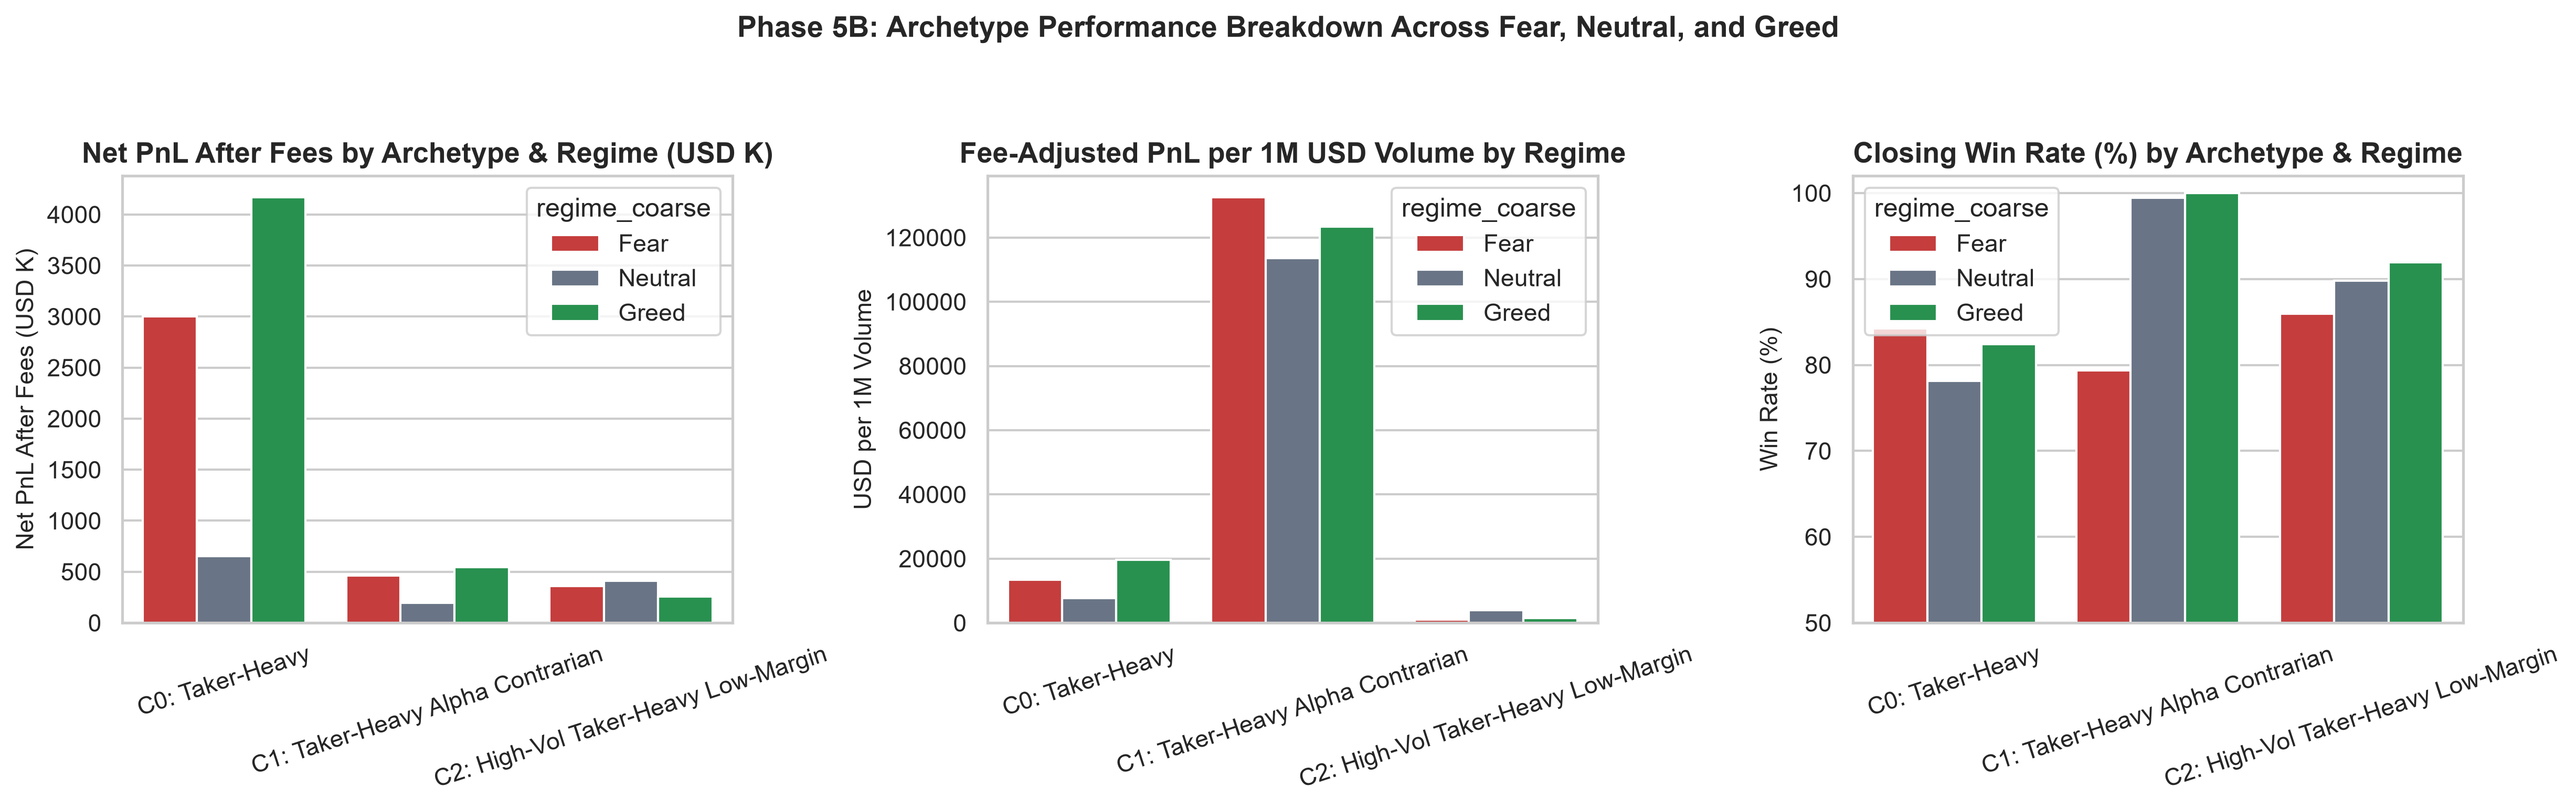 Phase 5B: Archetype Performance Breakdown Across Fear, Neutral, and Greed
Net PnL After Fees by Archetype & Regime (USD K)
Net PnL After Fees (USD K)
4000
3500
3000
2500
2000
1500
1000
500
0
regime_coarse
Fear
Neutral
Greed
C0: Taker-Heavy
C1: Taker-Heavy Alpha Contrarian
C2: High-Vol Taker-Heavy Low-Margin
Fee-Adjusted PnL per 1M USD Volume by Regime
USD per 1M Volume
120000
100000
80000
60000
40000
20000
0
regime_coarse
Fear
Neutral
Greed
C0: Taker-Heavy
C1: Taker-Heavy Alpha Contrarian
C2: High-Vol Taker-Heavy Low-Margin
Closing Win Rate (%) by Archetype & Regime
Win Rate (%)
100
90
80
70
60
50
regime_coarse
Fear
Neutral
Greed
C0: Taker-Heavy
C1: Taker-Heavy Alpha Contrarian
C2: High-Vol Taker-Heavy Low-Margin